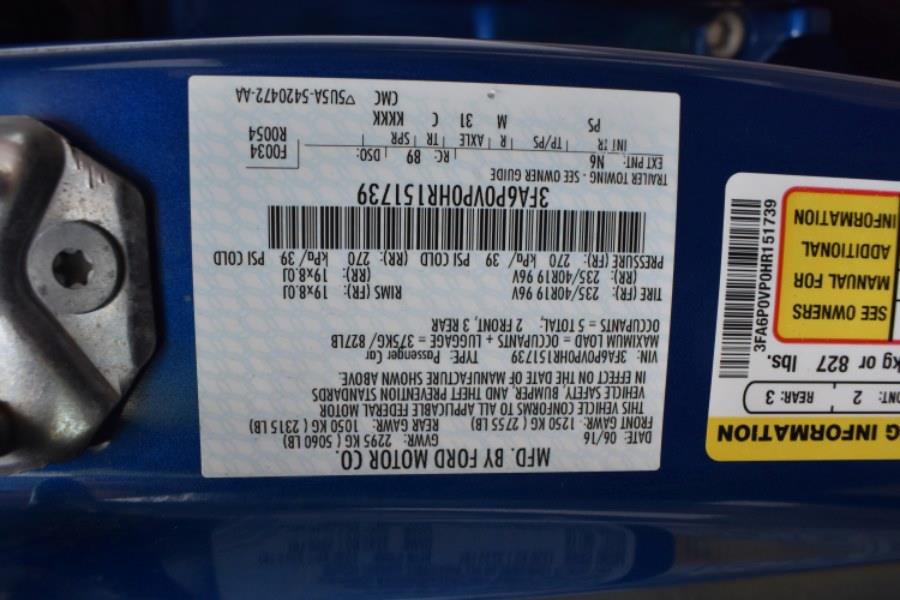 MFD. BY FORD MOTOR CO.
DATE: 06/16 GVWR: 2295 KG ( 5060 LB)
FRONT GAWR: 1250 KG ( 2755 LB) REAR GAWR: 1050 KG ( 2315 LB)
THIS VEHICLE CONFORMS TO ALL APPLICABLE FEDERAL MOTOR
VEHICLE SAFETY, BUMPER, AND THEFT PREVENTION STANDARDS
IN EFFECT ON THE DATE OF MANUFACTURE SHOWN ABOVE.
VIN: 3FA6P0VP0HR151739 TYPE: Passenger Car
MAXIMUM LOAD = OCCUPANTS + LUGGAGE = 375KG/ 827LB
OCCUPANTS = 5 TOTAL: 2 FRONT, 3 REAR
TIRE (FR): 235/40R19 96V RIMS (FR): 19x8.0J
(RR): 235/40R19 96V (RR): 19x8.0J
PRESSURE (FR): 270 kPa/ 39 PSI COLD (RR): 270 kPa/ 39 PSI COLD
3FA6P0VP0HR151739
TRAILER TOWING - SEE OWNER GUIDE
EXT PNT: N6 RC: 89 DSO: F0034
R0054
INT TR TP/PS R AXLE TR SPR
PS M 31 C KKKK
CMC ▽5U5A-5420472-AA
G INFORMATION
NT: 2 REAR: 3
kg or 827 lbs.
SEE OWNERS
MANUAL FOR
ADDITIONAL
INFORMATION
3FA6P0VP0HR151739